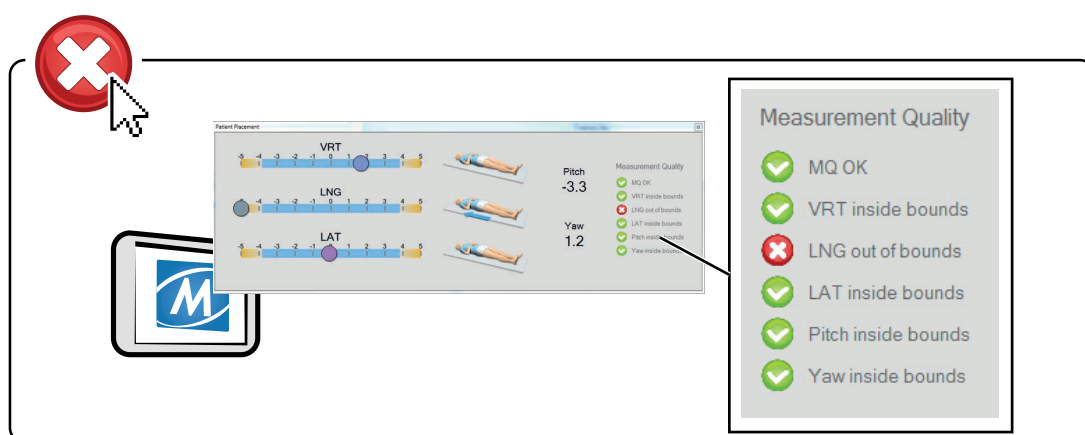 Patient Placement
VRT
-5 -4 -3 -2 -1 0 1 2 3 4 5
LNG
-4 -3 -2 -1 0 1 2 3 4 5
LAT
-5 -4 -3 -2 -1 0 1 2 3 4 5
Pitch
-3.3
Yaw
1.2
Measurement Quality
MQ OK
VRT inside bounds
LNG out of bounds
LAT inside bounds
Pitch inside bounds
Yaw inside bounds
M
Measurement Quality
MQ OK
VRT inside bounds
LNG out of bounds
LAT inside bounds
Pitch inside bounds
Yaw inside bounds